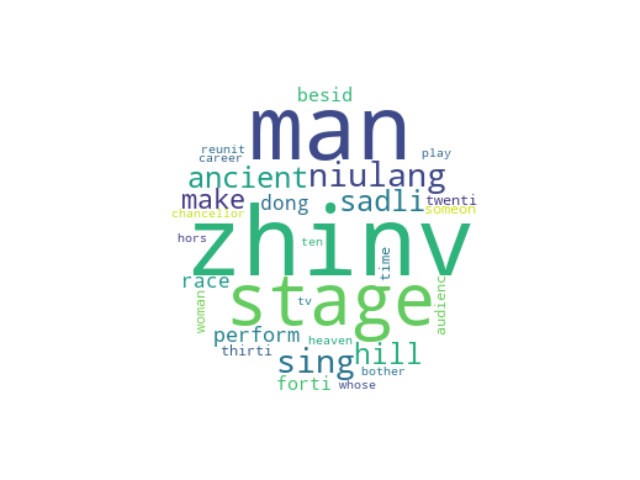 besid
man
reunit
career
play
ancient niulang
make dong sadli twenti
chancellor someon
zhinv
hors ten
time
race
stage
tv
woman
audienc
perform
heaven
thirti
sing hill
bother
forti whose